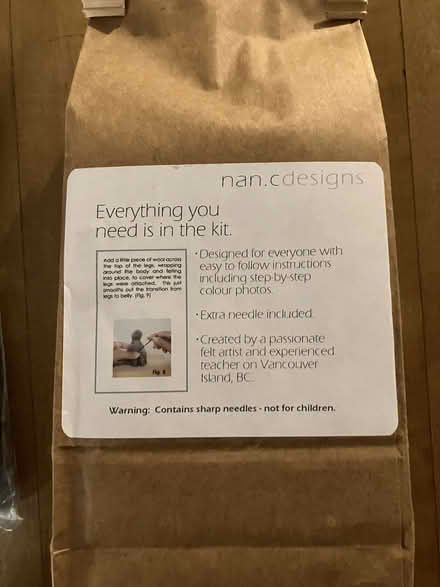 nan.cdesigns
Everything you
need is in the kit.
Add a little piece of wool across
the top of the legs, wrapping
around the body and felting
into place, to cover where the
legs were attached. This just
smooths out the transition from
legs to belly. (Fig. 9)
Fig. 8
• Designed for everyone with
easy to follow instructions
including step-by-step
colour photos.
• Extra needle included.
• Created by a passionate
felt artist and experienced
teacher on Vancouver
Island, BC.
Warning: Contains sharp needles - not for children.